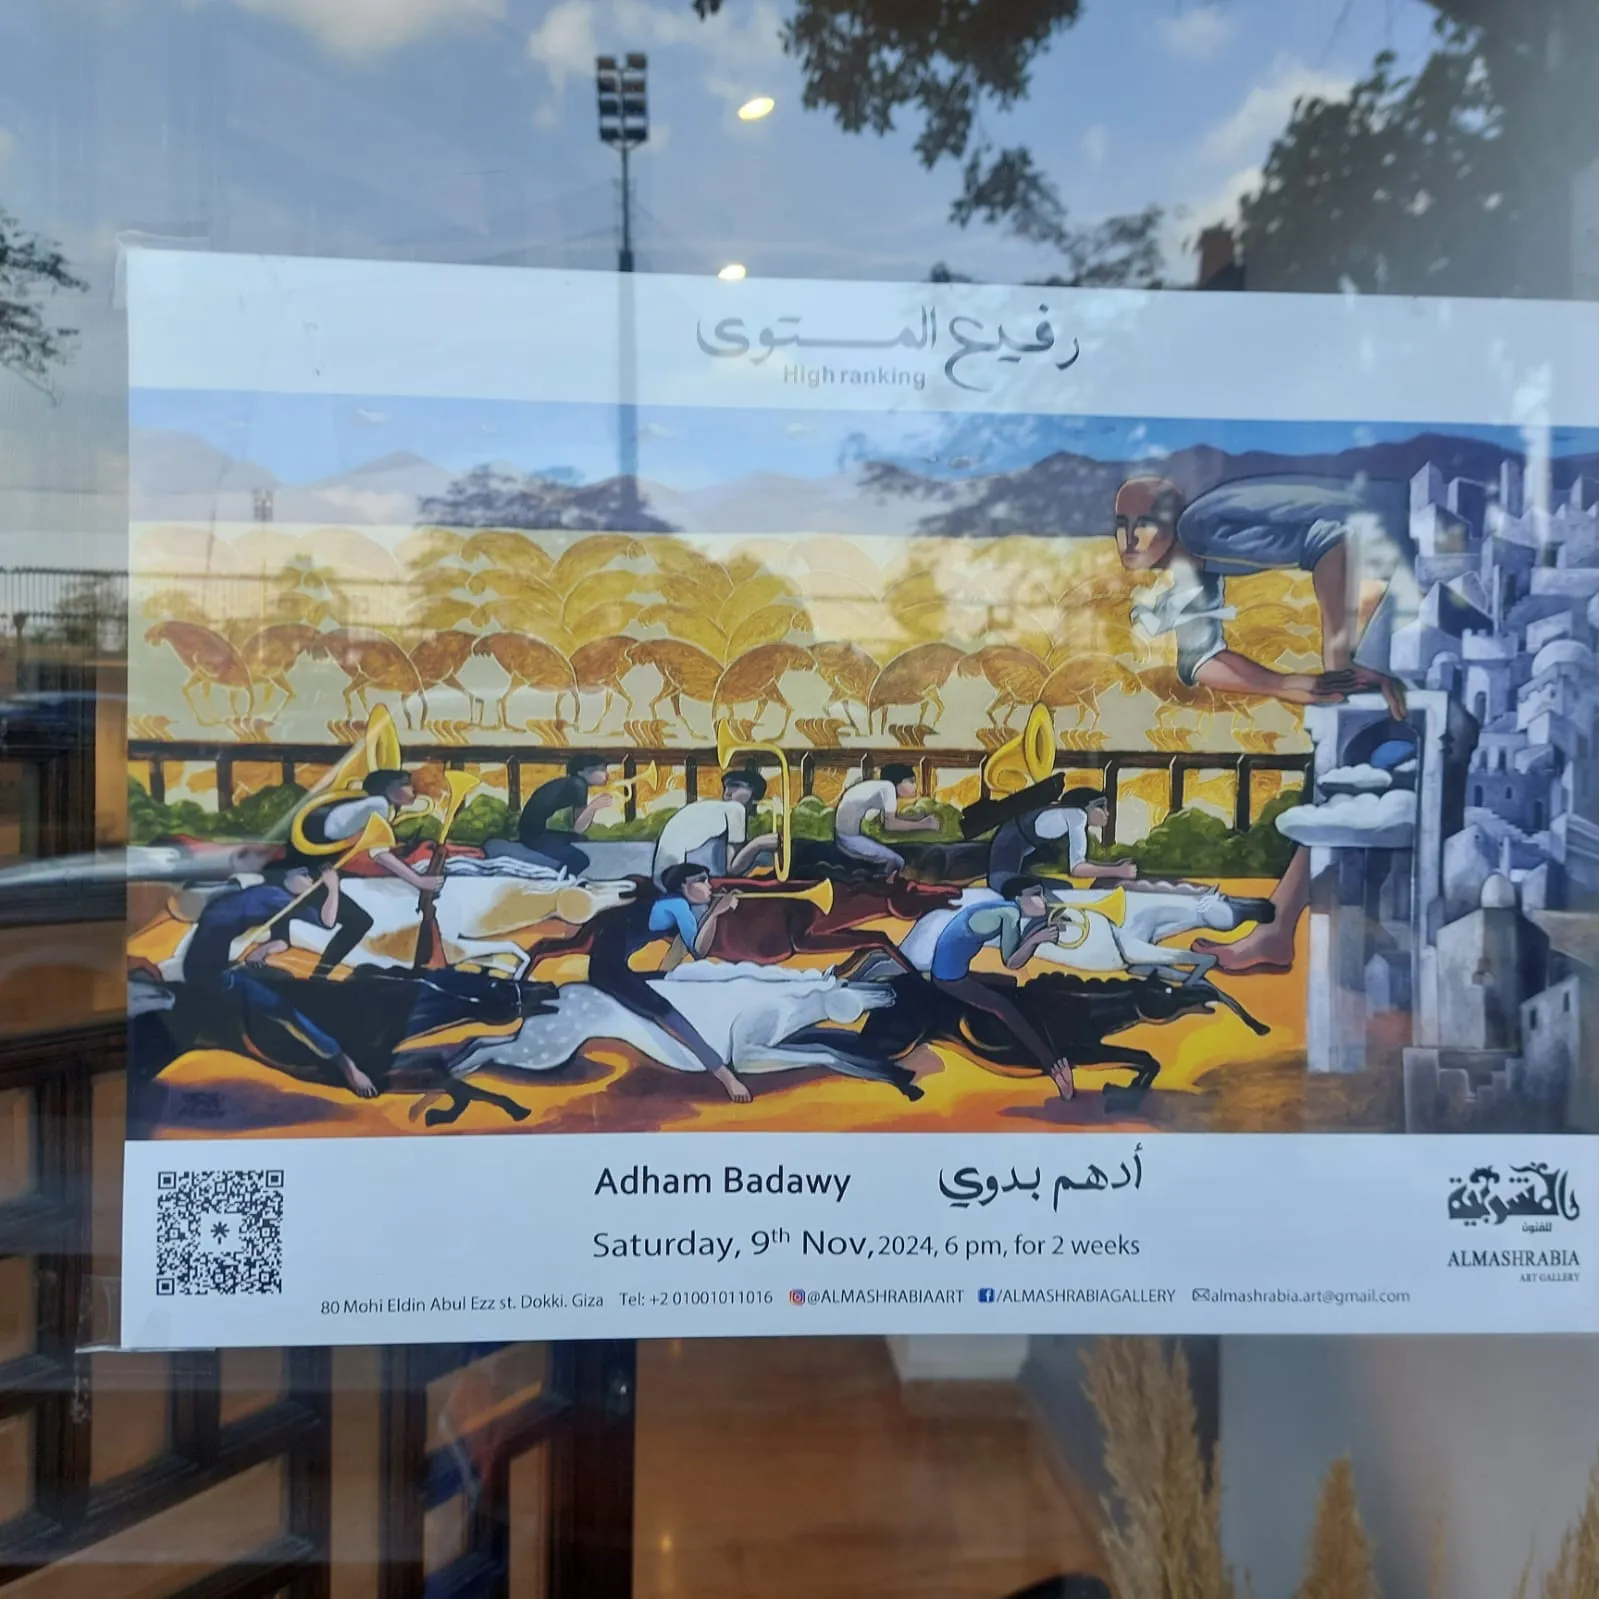 رفيع المستوى
High ranking
Adham Badawy
أدهم بدوي
Saturday, 9th Nov, 2024, 6 pm, for 2 weeks
80 Mohi Eldin Abul Ezz st. Dokki. Giza Tel: +2 01001011016 @ALMASHRABIAART /ALMASHRABIAGALLERY almashrabia.art@gmail.com
المشربية
للفنون
ALMASHRABIA
ART GALLERY